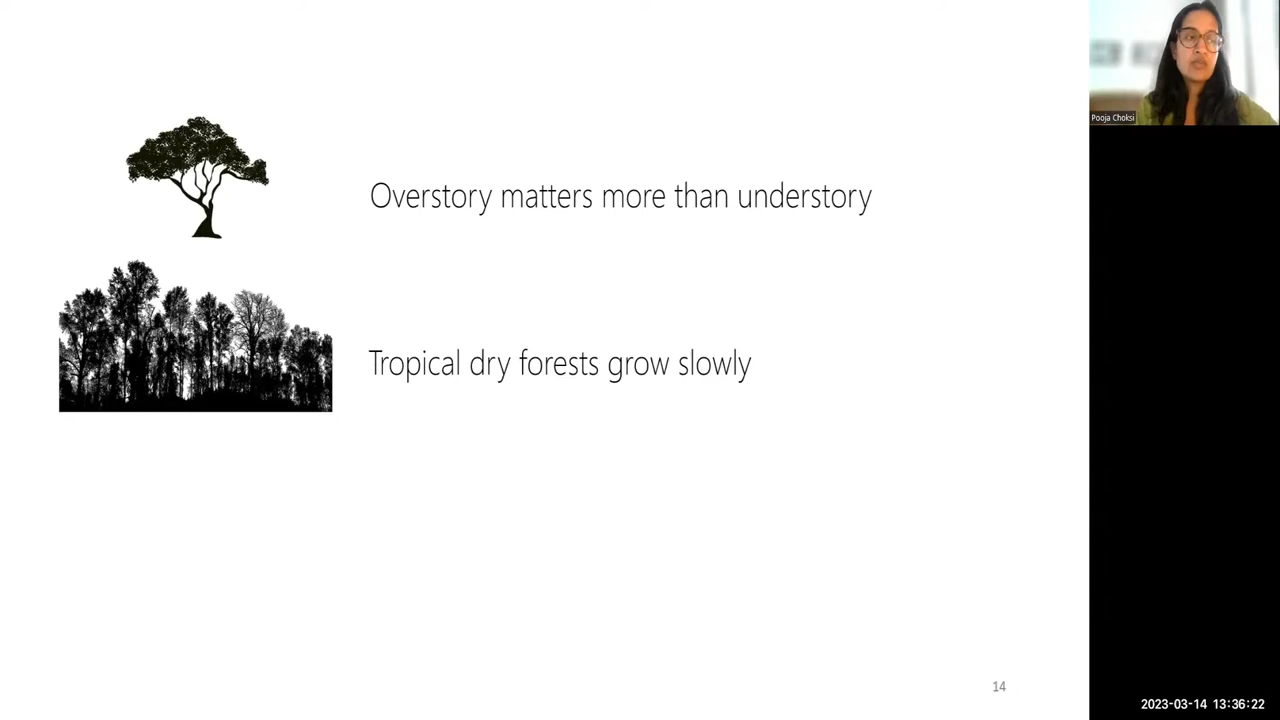 Pooja Choksi
Overstory matters more than understory
Tropical dry forests grow slowly
14
2023-03-14 13:36:22